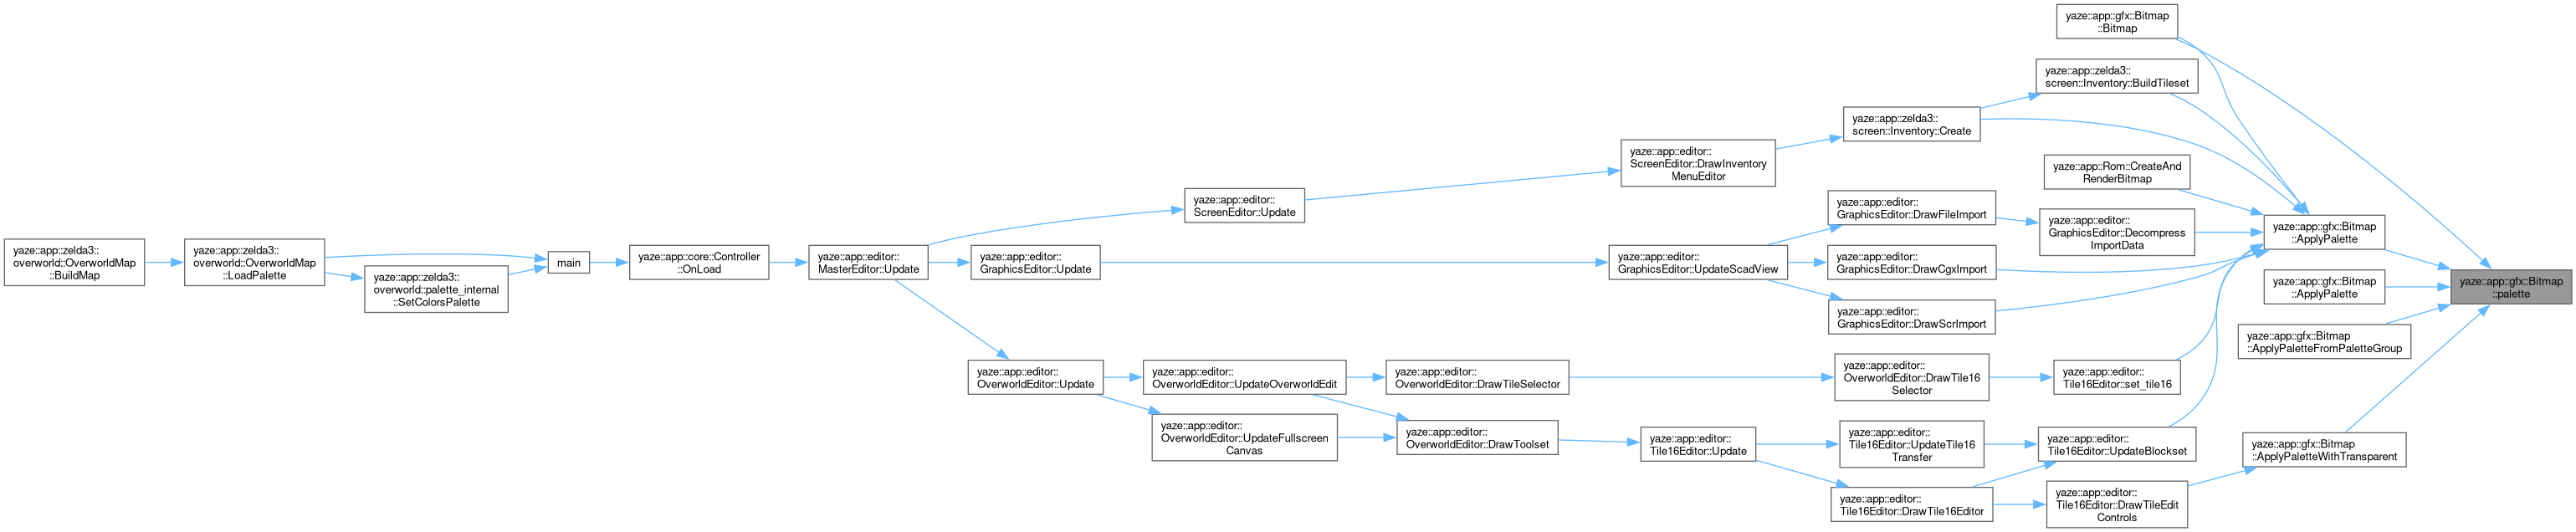 yaze::app::zelda3::
overworld::OverworldMap
::BuildMap
yaze::app::zelda3::
overworld::OverworldMap
::LoadPalette
yaze::app::zelda3::
overworld::palette_internal
::SetColorsPalette
main
yaze::app::core::Controller
::OnLoad
yaze::app::editor::
MasterEditor::Update
yaze::app::editor::
ScreenEditor::Update
yaze::app::editor::
GraphicsEditor::Update
yaze::app::editor::
OverworldEditor::Update
yaze::app::editor::
OverworldEditor::UpdateOverworldEdit
yaze::app::editor::
OverworldEditor::UpdateFullscreen
Canvas
yaze::app::editor::
OverworldEditor::DrawTileSelector
yaze::app::editor::
OverworldEditor::DrawToolset
yaze::app::editor::
ScreenEditor::DrawInventory
MenuEditor
yaze::app::editor::
GraphicsEditor::UpdateScadView
yaze::app::editor::
Tile16Editor::Update
yaze::app::zelda3::
screen::Inventory::Create
yaze::app::editor::
GraphicsEditor::DrawFileImport
yaze::app::editor::
GraphicsEditor::DrawCgxImport
yaze::app::editor::
GraphicsEditor::DrawScrImport
yaze::app::editor::
OverworldEditor::DrawTile16
Selector
yaze::app::editor::
Tile16Editor::UpdateTile16
Transfer
yaze::app::editor::
Tile16Editor::DrawTile16Editor
yaze::app::gfx::Bitmap
::Bitmap
yaze::app::zelda3::
screen::Inventory::BuildTileset
yaze::app::Rom::CreateAnd
RenderBitmap
yaze::app::editor::
GraphicsEditor::Decompress
ImportData
yaze::app::editor::
Tile16Editor::set_tile16
yaze::app::editor::
Tile16Editor::UpdateBlockset
yaze::app::editor::
Tile16Editor::DrawTileEdit
Controls
yaze::app::gfx::Bitmap
::ApplyPalette
yaze::app::gfx::Bitmap
::ApplyPalette
yaze::app::gfx::Bitmap
::ApplyPaletteFromPaletteGroup
yaze::app::gfx::Bitmap
::ApplyPaletteWithTransparent
yaze::app::gfx::Bitmap
::palette